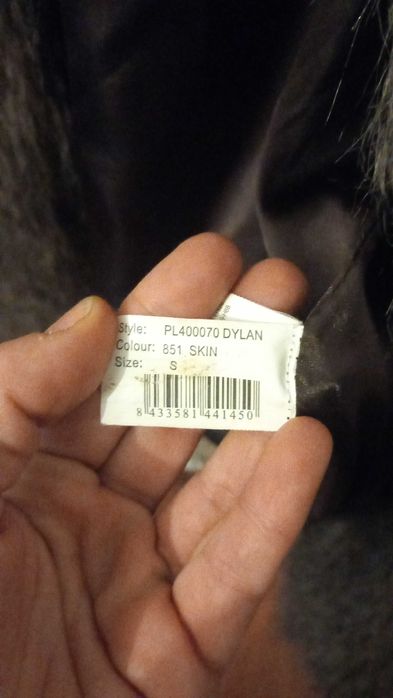 Style: PL400070 DYLAN
Colour: 851 SKIN
Size: S
8 433581 441450